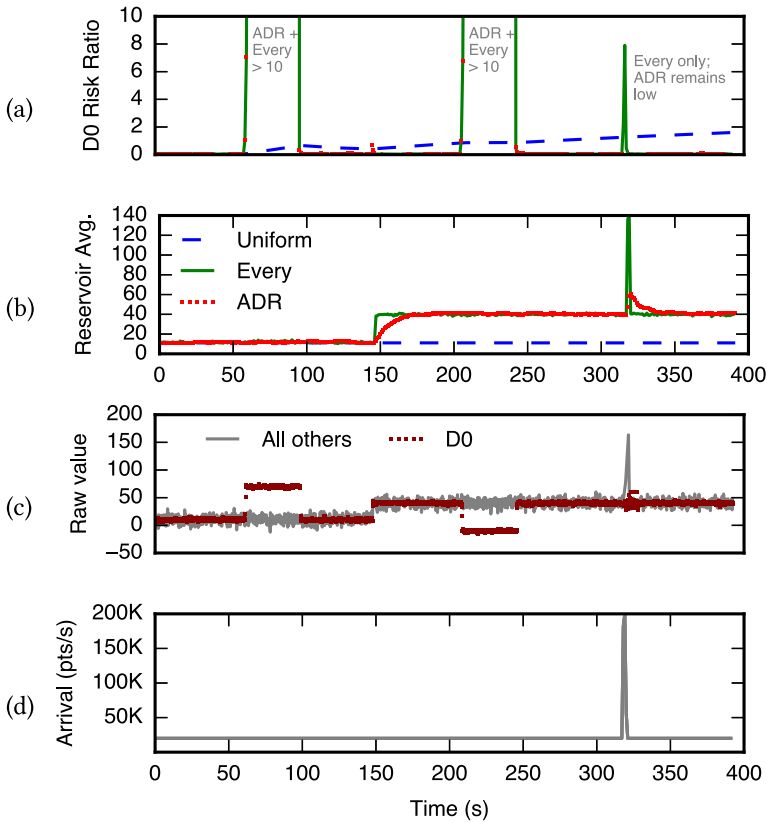 (a)
D0 Risk Ratio
10
8
6
4
2
0
ADR +
Every
> 10
ADR +
Every
> 10
Every only;
ADR remains
low
(b)
Reservoir Avg.
140
120
100
80
60
40
20
0
Uniform
Every
ADR
0
50
100
150
200
250
300
350
400
(c)
Raw value
200
150
100
50
0
−50
All others
D0
(d)
Arrival (pts/s)
200K
150K
100K
50K
0
50
100
150
200
250
300
350
400
Time (s)